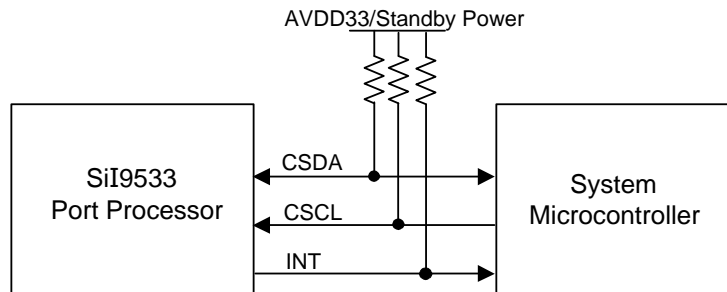 AVDD33/Standby Power
SiI9533
Port Processor
CSDA
CSCL
INT
System
Microcontroller